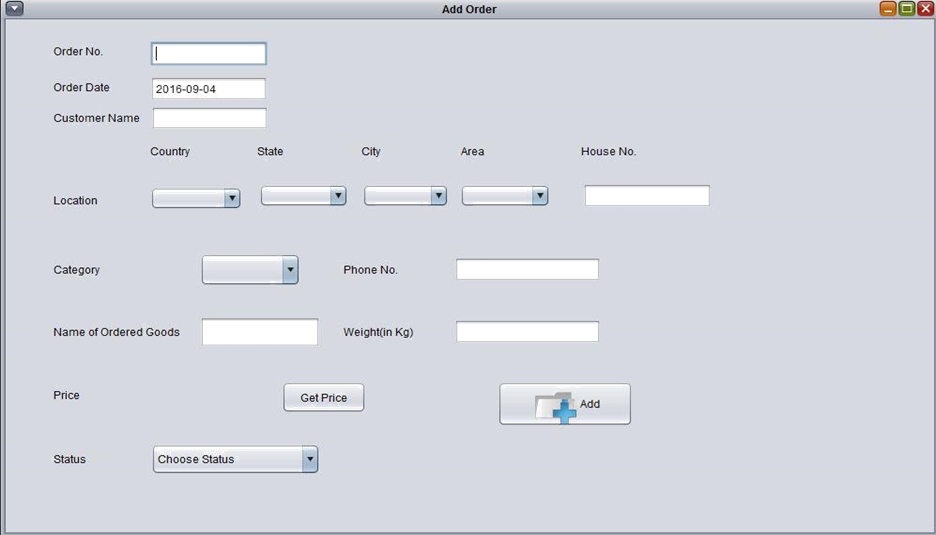 Add Order
Order No.
Order Date 2016-09-04
Customer Name
Country State City Area House No.
Location
Category Phone No.
Name of Ordered Goods Weight(in Kg)
Price Get Price Add
Status Choose Status